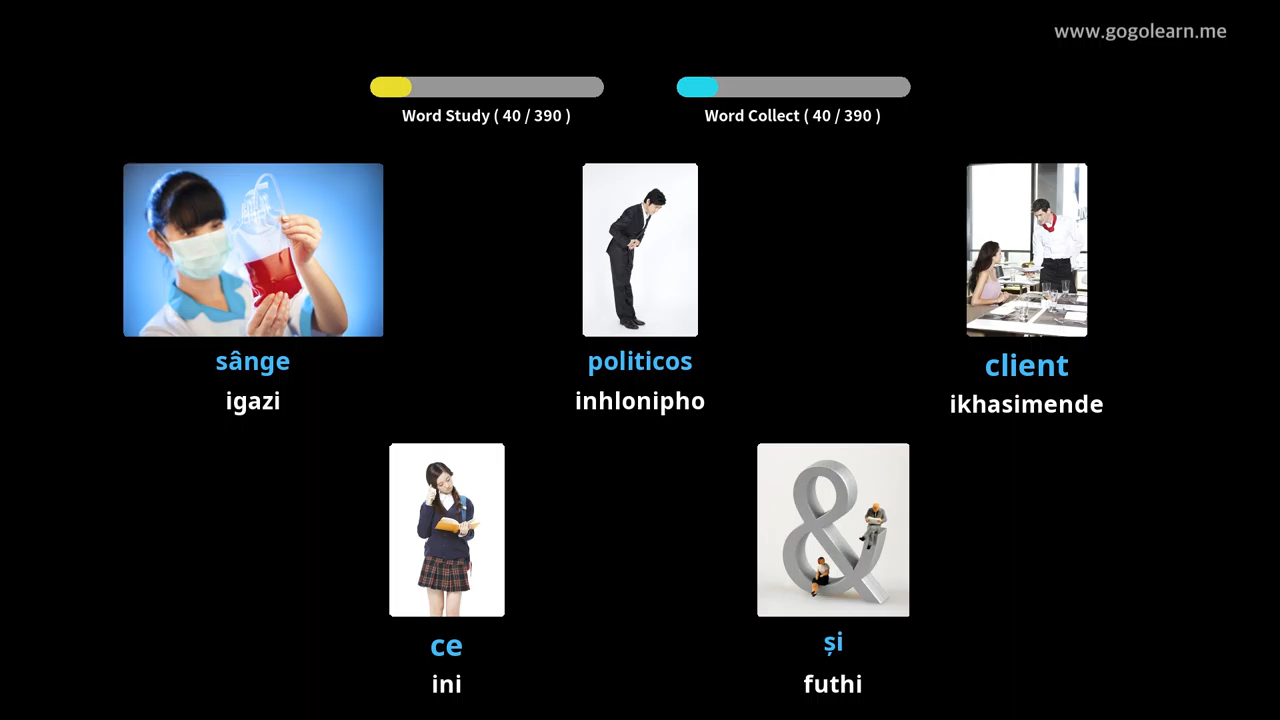 www.gogolearn.me
Word Study ( 40 / 390 )
Word Collect ( 40 / 390 )
sânge
igazi
politicos
inhlonipho
client
ikhasimende
ce
ini
și
futhi